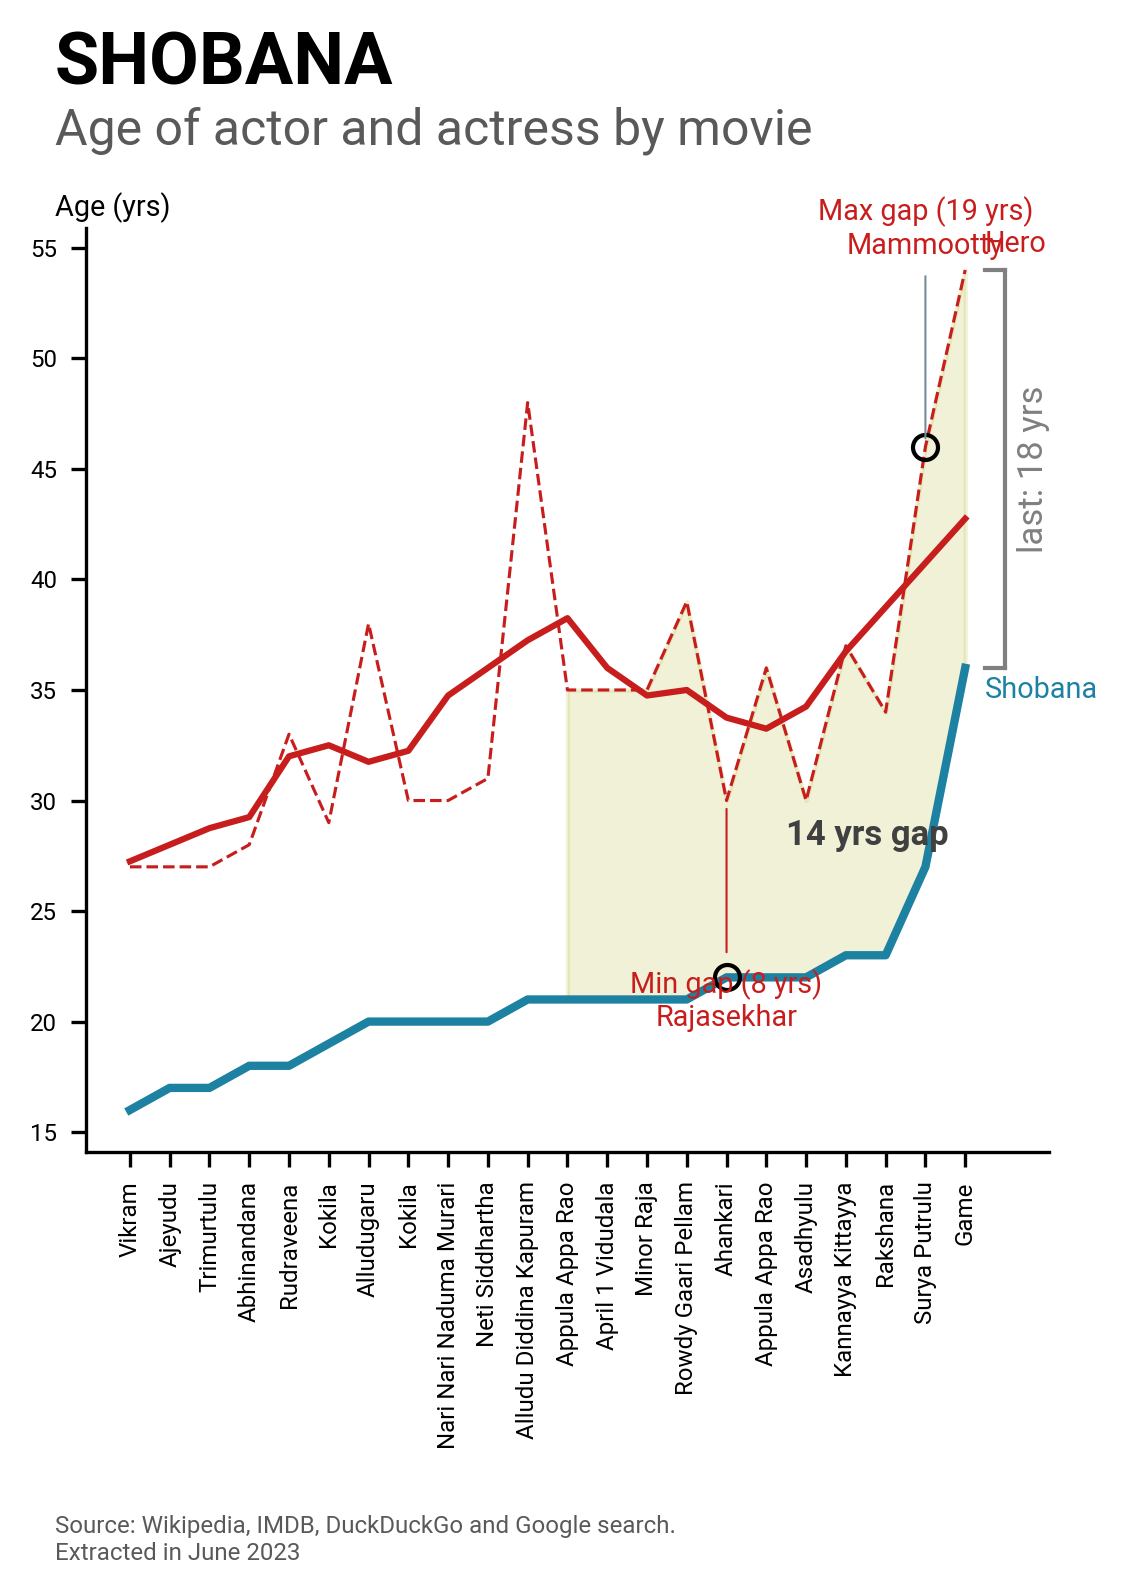 SHOBANA
Age of actor and actress by movie
Age (yrs)
Max gap (19 yrs)
Mammootty
Hero
55
50
45
40
35
30
25
20
15
last: 18 yrs
Shobana
14 yrs gap
Min gap (8 yrs)
Rajasekhar
Vikram
Ajeyudu
Trimurtulu
Abhinandana
Rudraveena
Kokila
Alludugaru
Kokila
Nari Nari Naduma Murari
Neti Siddhartha
Alludu Diddina Kapuram
Appula Appa Rao
April 1 Vidudala
Minor Raja
Rowdy Gaari Pellam
Ahankari
Appula Appa Rao
Asadhyulu
Kannayya Kittayya
Rakshana
Surya Putrulu
Game
Source: Wikipedia, IMDB, DuckDuckGo and Google search.
Extracted in June 2023